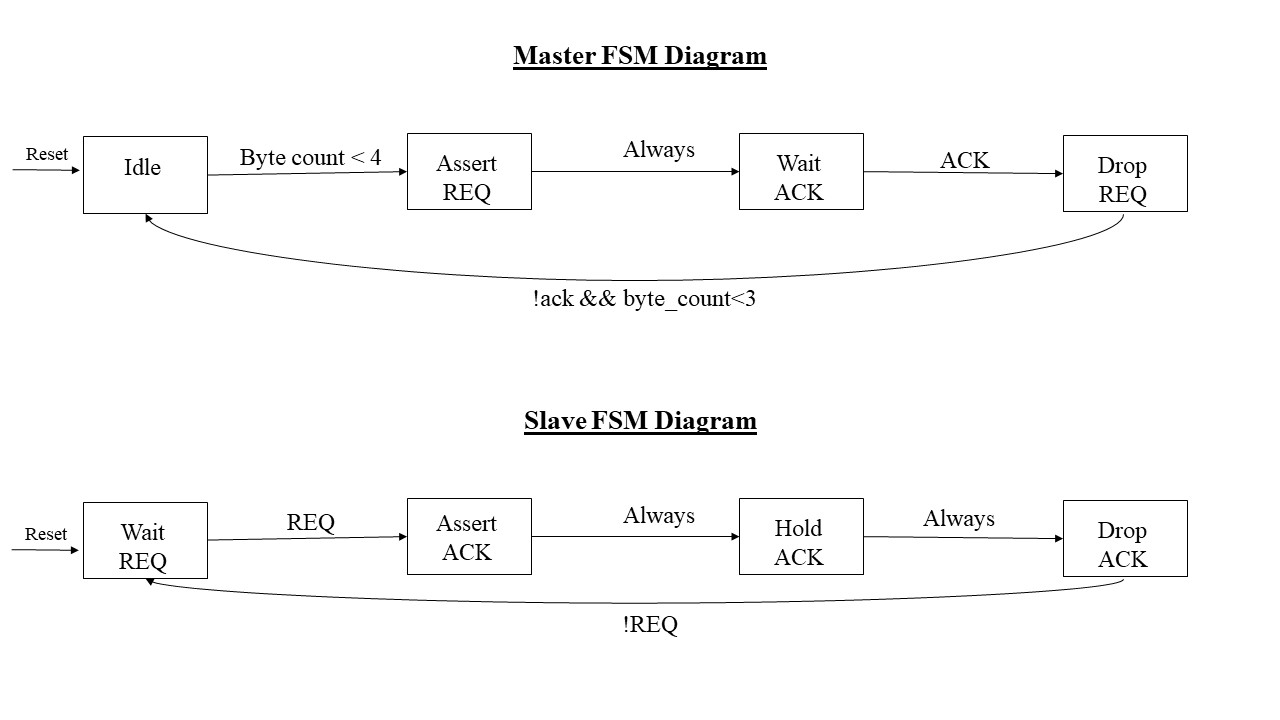 Master FSM Diagram
Reset
Idle
Byte count < 4
Assert
REQ
Always
Wait
ACK
ACK
Drop
REQ
!ack && byte_count<3
Slave FSM Diagram
Reset
Wait
REQ
REQ
Assert
ACK
Always
Hold
ACK
Always
Drop
ACK
!REQ